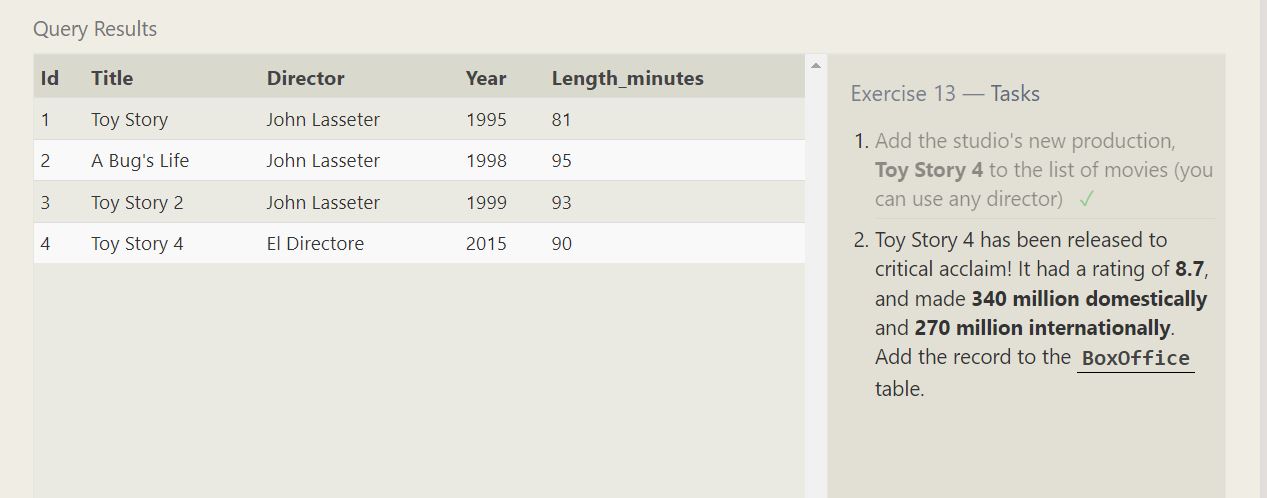 Query Results
Id Title Director Year Length_minutes
1 Toy Story John Lasseter 1995 81
2 A Bug's Life John Lasseter 1998 95
3 Toy Story 2 John Lasseter 1999 93
4 Toy Story 4 El Directore 2015 90
Exercise 13 — Tasks
1. Add the studio's new production,
Toy Story 4 to the list of movies (you
can use any director) ✓
2. Toy Story 4 has been released to
critical acclaim! It had a rating of 8.7,
and made 340 million domestically
and 270 million internationally.
Add the record to the BoxOffice
table.